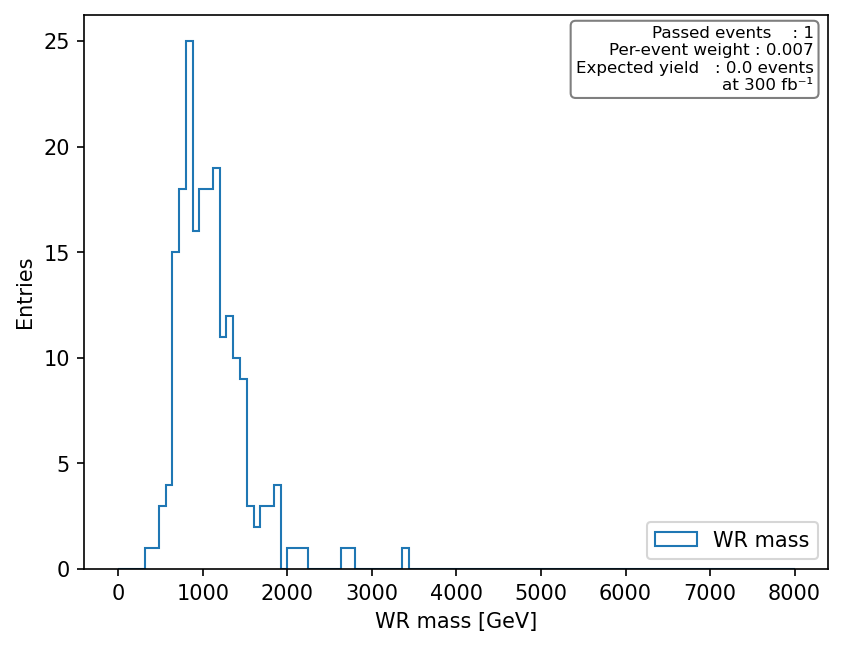 Passed events    : 1
Per-event weight : 0.007
Expected yield   : 0.0 events
at 300 fb⁻¹
25
20
15
10
5
0
Entries
WR mass
0 1000 2000 3000 4000 5000 6000 7000 8000
WR mass [GeV]